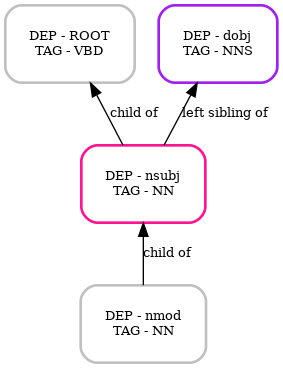 DEP - ROOT
TAG - VBD
DEP - dobj
TAG - NNS
child of
left sibling of
DEP - nsubj
TAG - NN
child of
DEP - nmod
TAG - NN